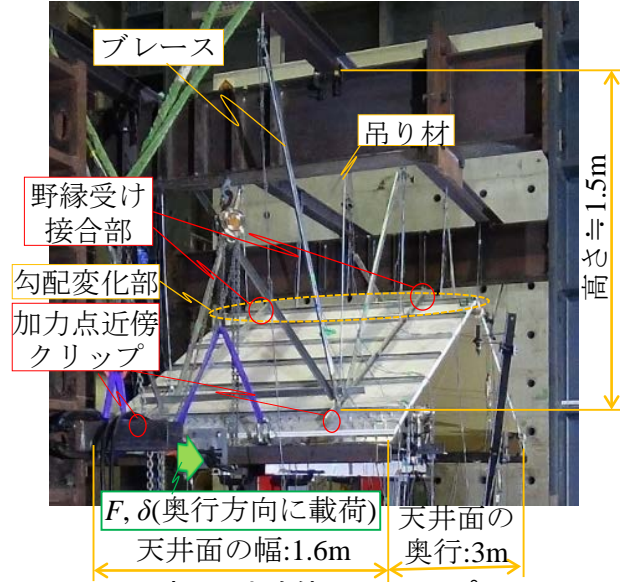 ブレース
吊り材
野縁受け
接合部
高さ≒1.5m
勾配変化部
加力点近傍
クリップ
F, δ(奥行方向に載荷)
天井面の幅:1.6m
天井面の
奥行:3m